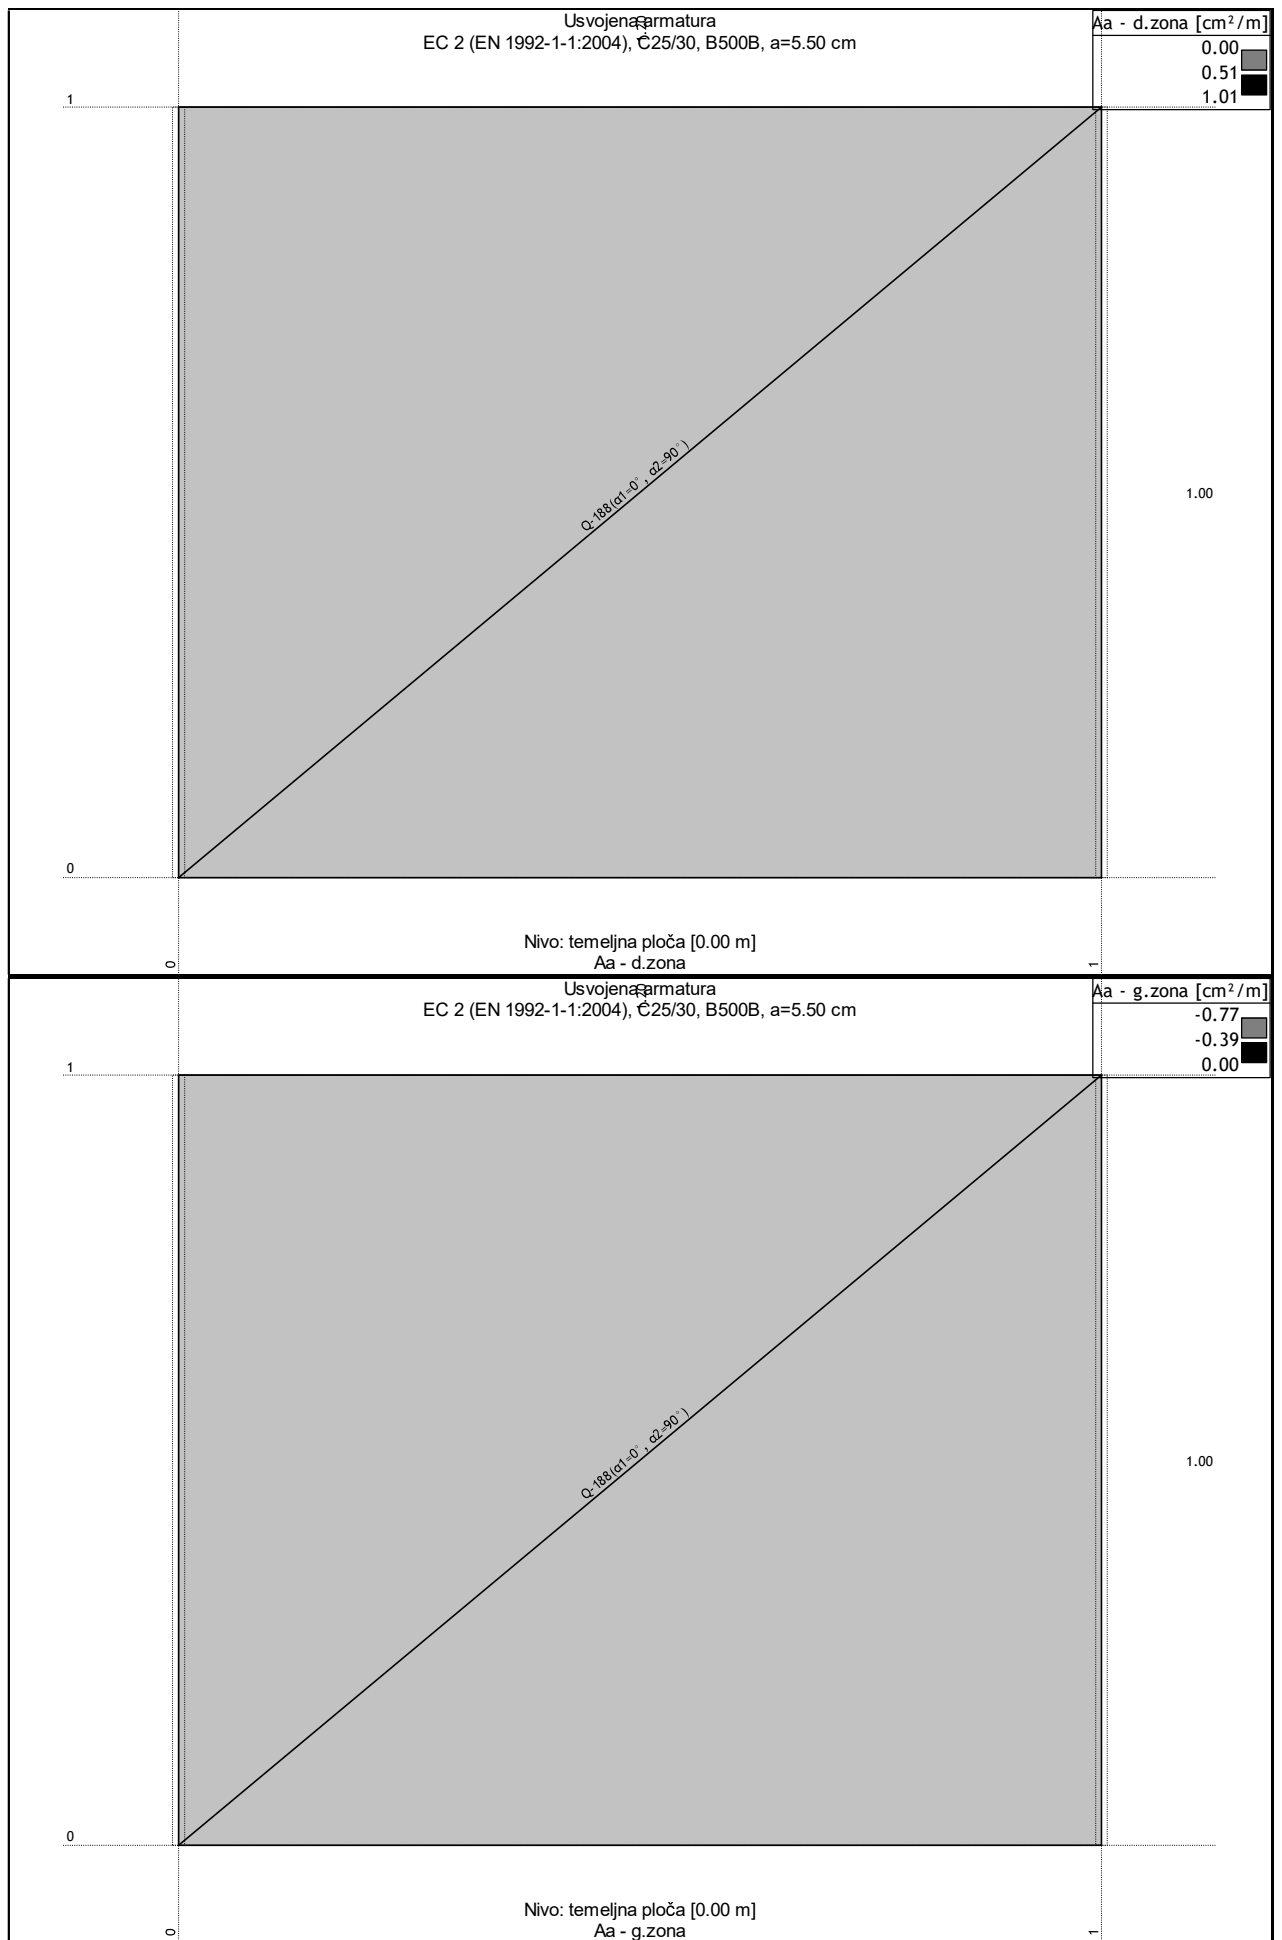 Usvojena armatura
1.20
EC 2 (EN 1992-1-1:2004), C25/30, B500B, a=5.50 cm
Aa - d.zona [cm²/m]
0.00
0.51
1.01
1
Q-188(α1=0°, α2=90°)
1.00
0
Nivo: temeljna ploča [0.00 m]
Aa - d.zona
0
1
Usvojena armatura
1.20
EC 2 (EN 1992-1-1:2004), C25/30, B500B, a=5.50 cm
Aa - g.zona [cm²/m]
-0.77
-0.39
0.00
1
Q-188(α1=0°, α2=90°)
1.00
0
Nivo: temeljna ploča [0.00 m]
Aa - g.zona
0
1